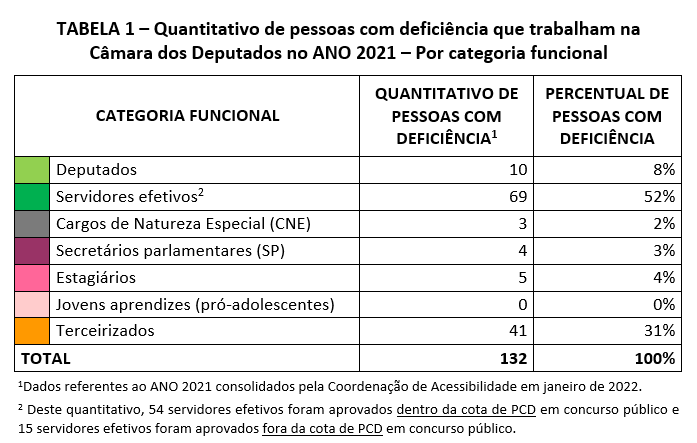 TABELA 1 – Quantitativo de pessoas com deficiência que trabalham na
Câmara dos Deputados no ANO 2021 – Por categoria funcional
CATEGORIA FUNCIONAL
QUANTITATIVO DE
PESSOAS COM
DEFICIÊNCIA¹
PERCENTUAL DE
PESSOAS COM
DEFICIÊNCIA
Deputados 10 8%
Servidores efetivos² 69 52%
Cargos de Natureza Especial (CNE) 3 2%
Secretários parlamentares (SP) 4 3%
Estagiários 5 4%
Jovens aprendizes (pró-adolescentes) 0 0%
Terceirizados 41 31%
TOTAL 132 100%
¹Dados referentes ao ANO 2021 consolidados pela Coordenação de Acessibilidade em janeiro de 2022.
² Deste quantitativo, 54 servidores efetivos foram aprovados dentro da cota de PCD em concurso público e
15 servidores efetivos foram aprovados fora da cota de PCD em concurso público.